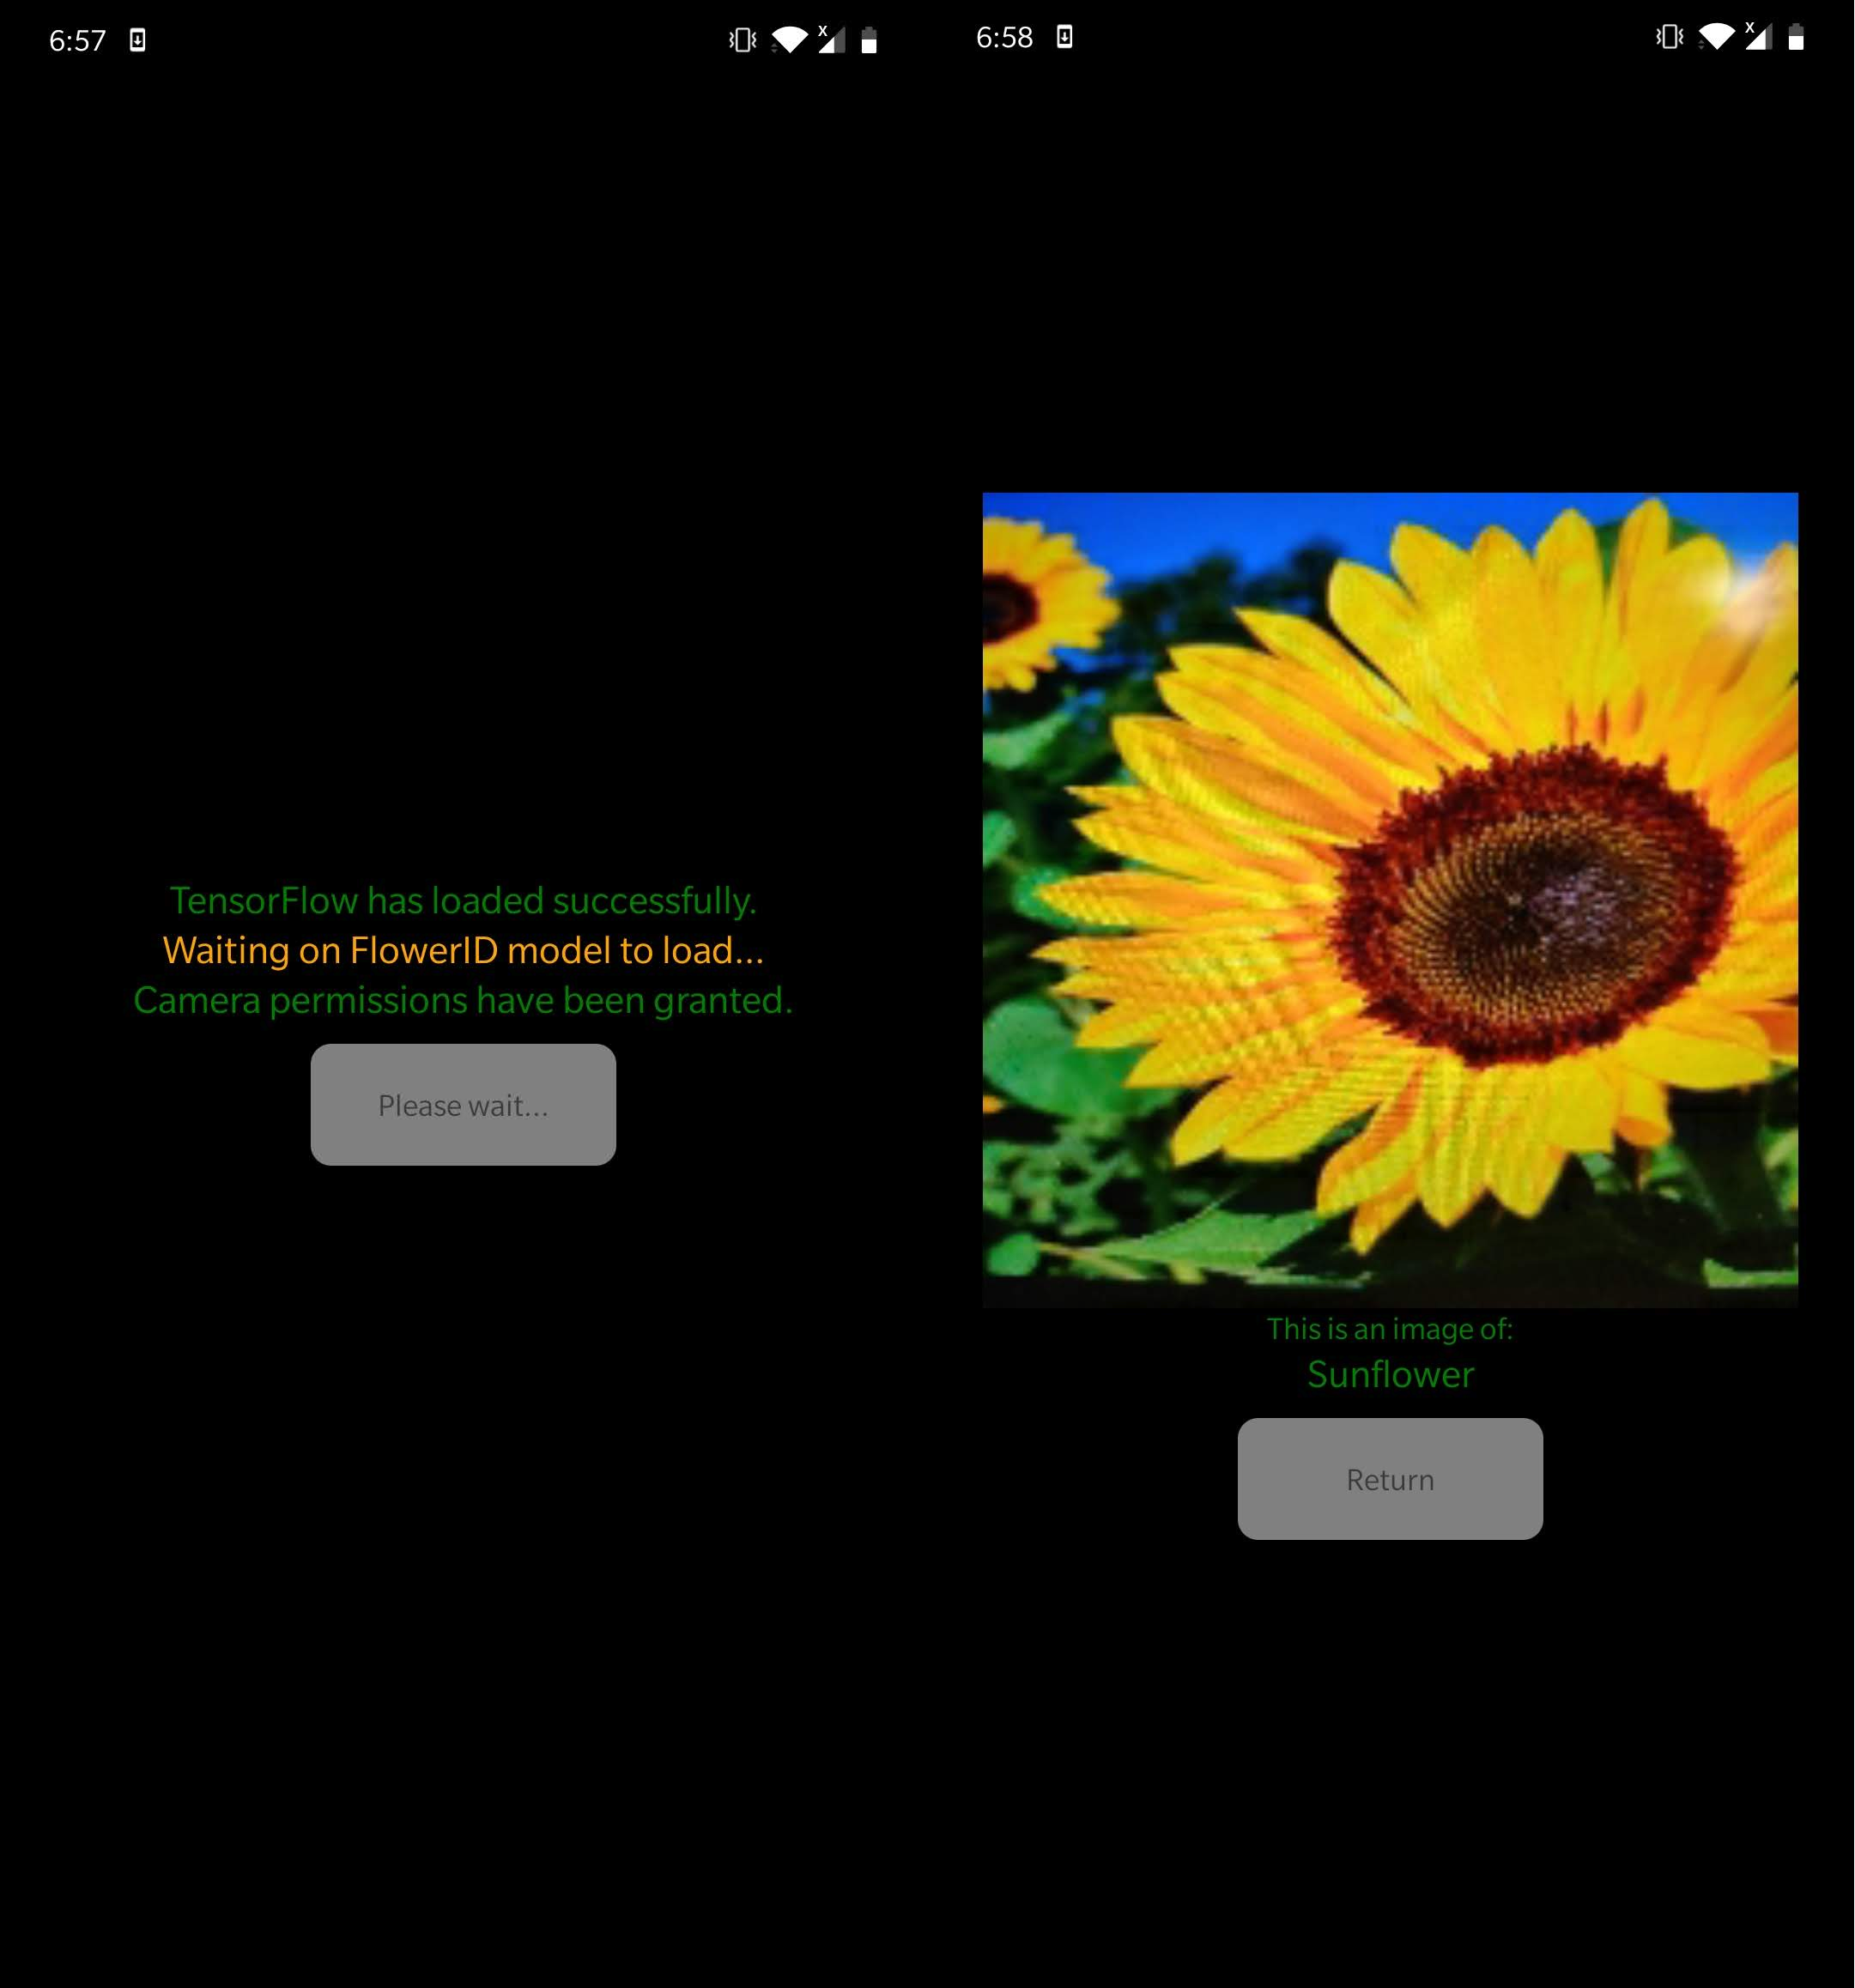 6:57
TensorFlow has loaded successfully.
Waiting on FlowerID model to load...
Camera permissions have been granted.
Please wait...
6:58
This is an image of:
Sunflower
Return